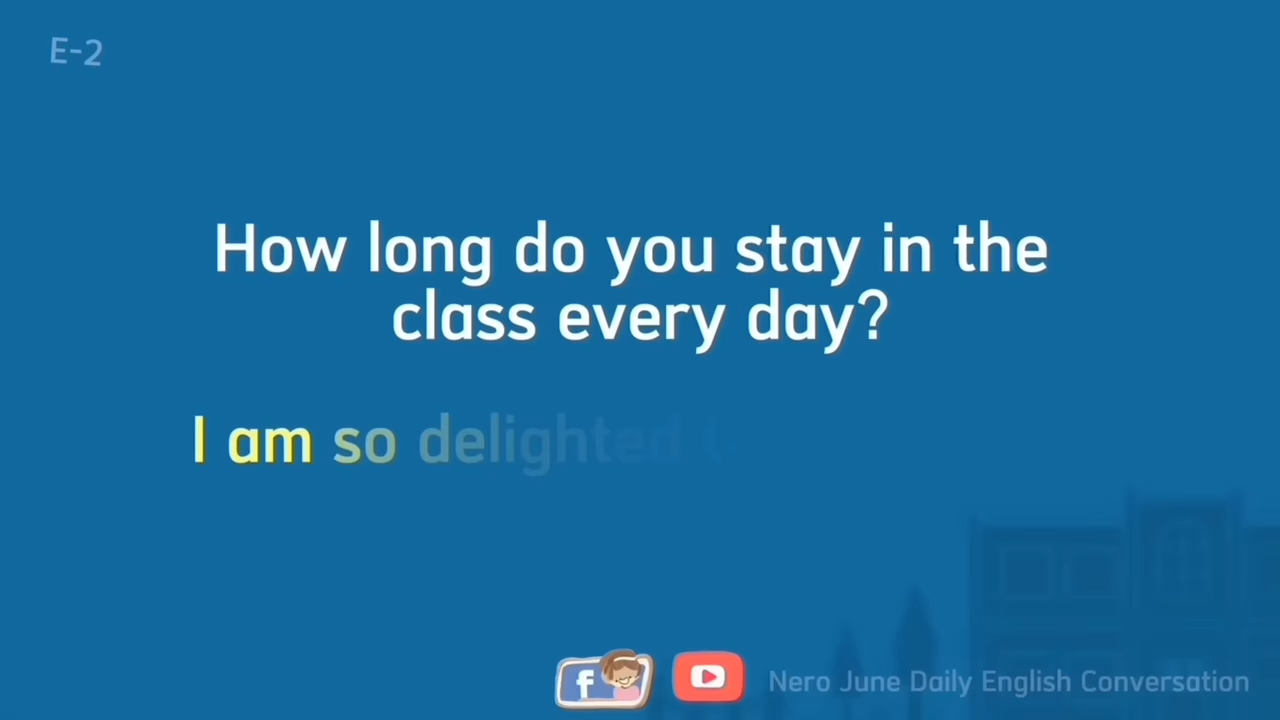 E-2
How long do you stay in the
class every day?
I am so delighted
f
Nero June Daily English Conversation